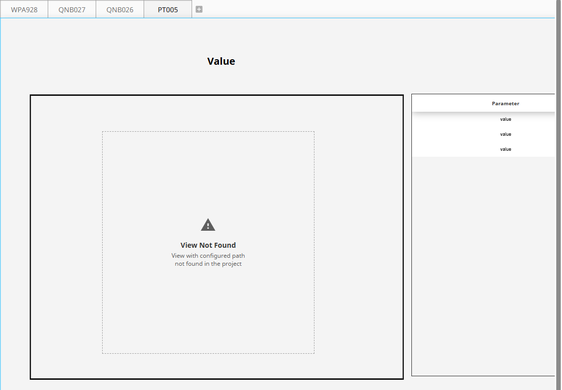 WPA928 QNB027 QNB026 PT005
Value
Parameter
value
value
value
View Not Found
View with configured path
not found in the project